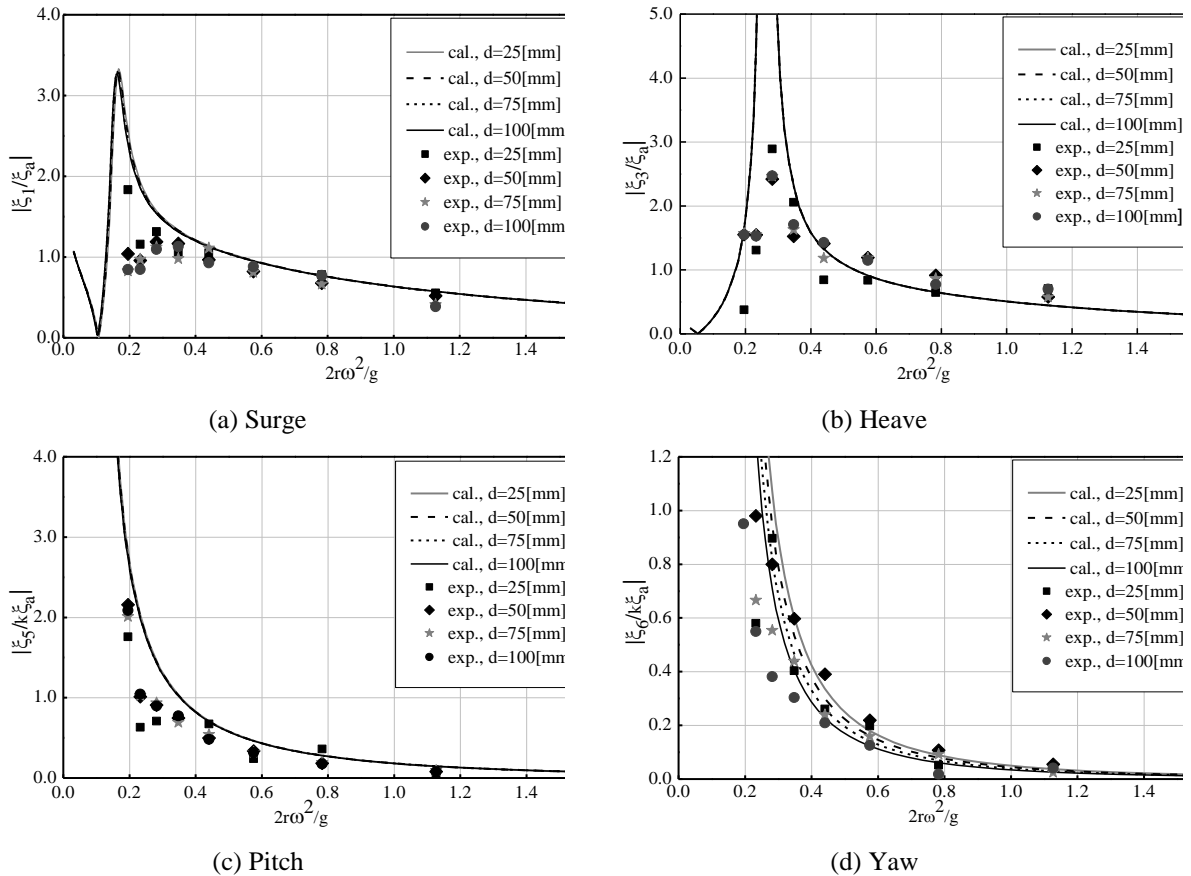 4.0
3.0
2.0
1.0
0.0
|ξ1/ξa|
0.0 0.2 0.4 0.6 0.8 1.0 1.2 1.4
2rω²/g
cal., d=25[mm]
cal., d=50[mm]
cal., d=75[mm]
cal., d=100[mm
exp., d=25[mm]
exp., d=50[mm]
exp., d=75[mm]
exp., d=100[mm]
(a) Surge
5.0
4.0
3.0
2.0
1.0
0.0
|ξ3/ξa|
0.0 0.2 0.4 0.6 0.8 1.0 1.2 1.4
2rω²/g
cal., d=25[mm]
cal., d=50[mm]
cal., d=75[mm]
cal., d=100[mm]
exp., d=25[mm]
exp., d=50[mm]
exp., d=75[mm]
exp., d=100[mm]
(b) Heave
4.0
3.0
2.0
1.0
0.0
|ξ5/kξa|
0.0 0.2 0.4 0.6 0.8 1.0 1.2 1.4
2rω²/g
cal., d=25[mm]
cal., d=50[mm]
cal., d=75[mm]
cal., d=100[mm
exp., d=25[mm]
exp., d=50[mm]
exp., d=75[mm]
exp., d=100[mm
(c) Pitch
1.2
1.0
0.8
0.6
0.4
0.2
0.0
|ξ6/kξa|
0.0 0.2 0.4 0.6 0.8 1.0 1.2 1.4
2rω²/g
cal., d=25[mm]
cal., d=50[mm]
cal., d=75[mm]
cal., d=100[mm
exp., d=25[mm]
exp., d=50[mm]
exp., d=75[mm]
exp., d=100[mm
(d) Yaw